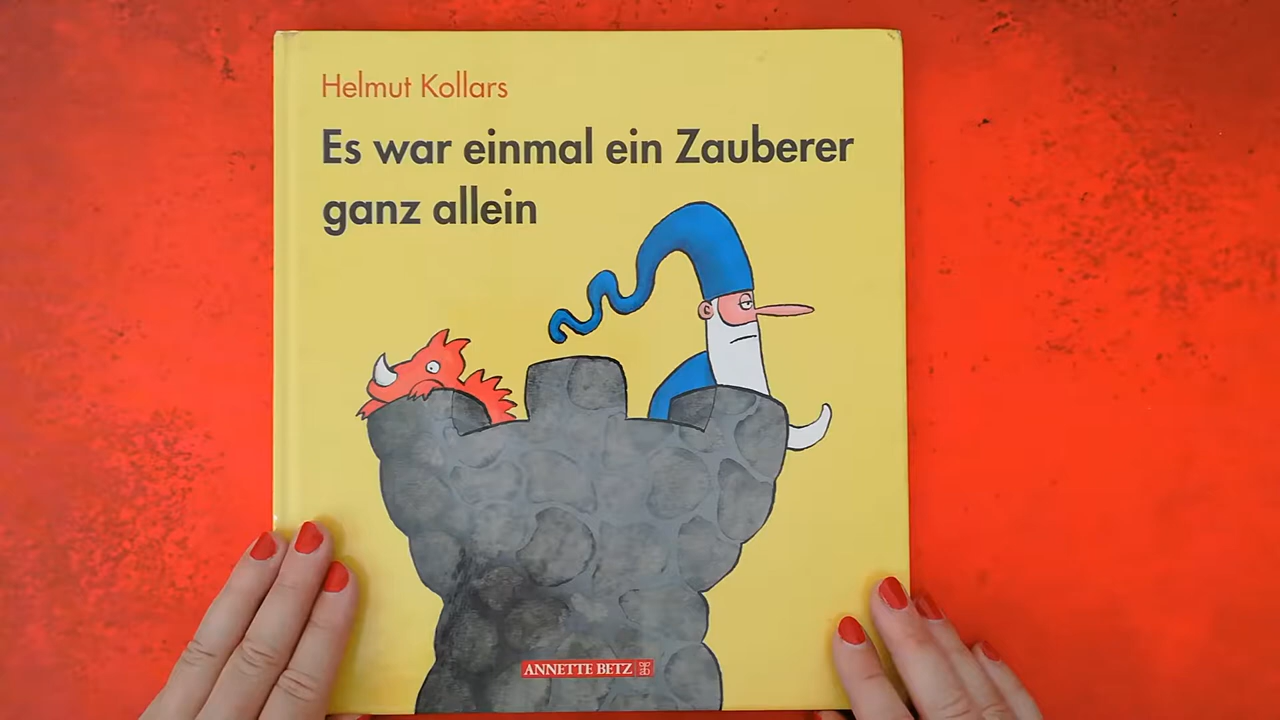 Helmut Kollars
Es war einmal ein Zauberer
ganz allein
ANNETTE BETZ